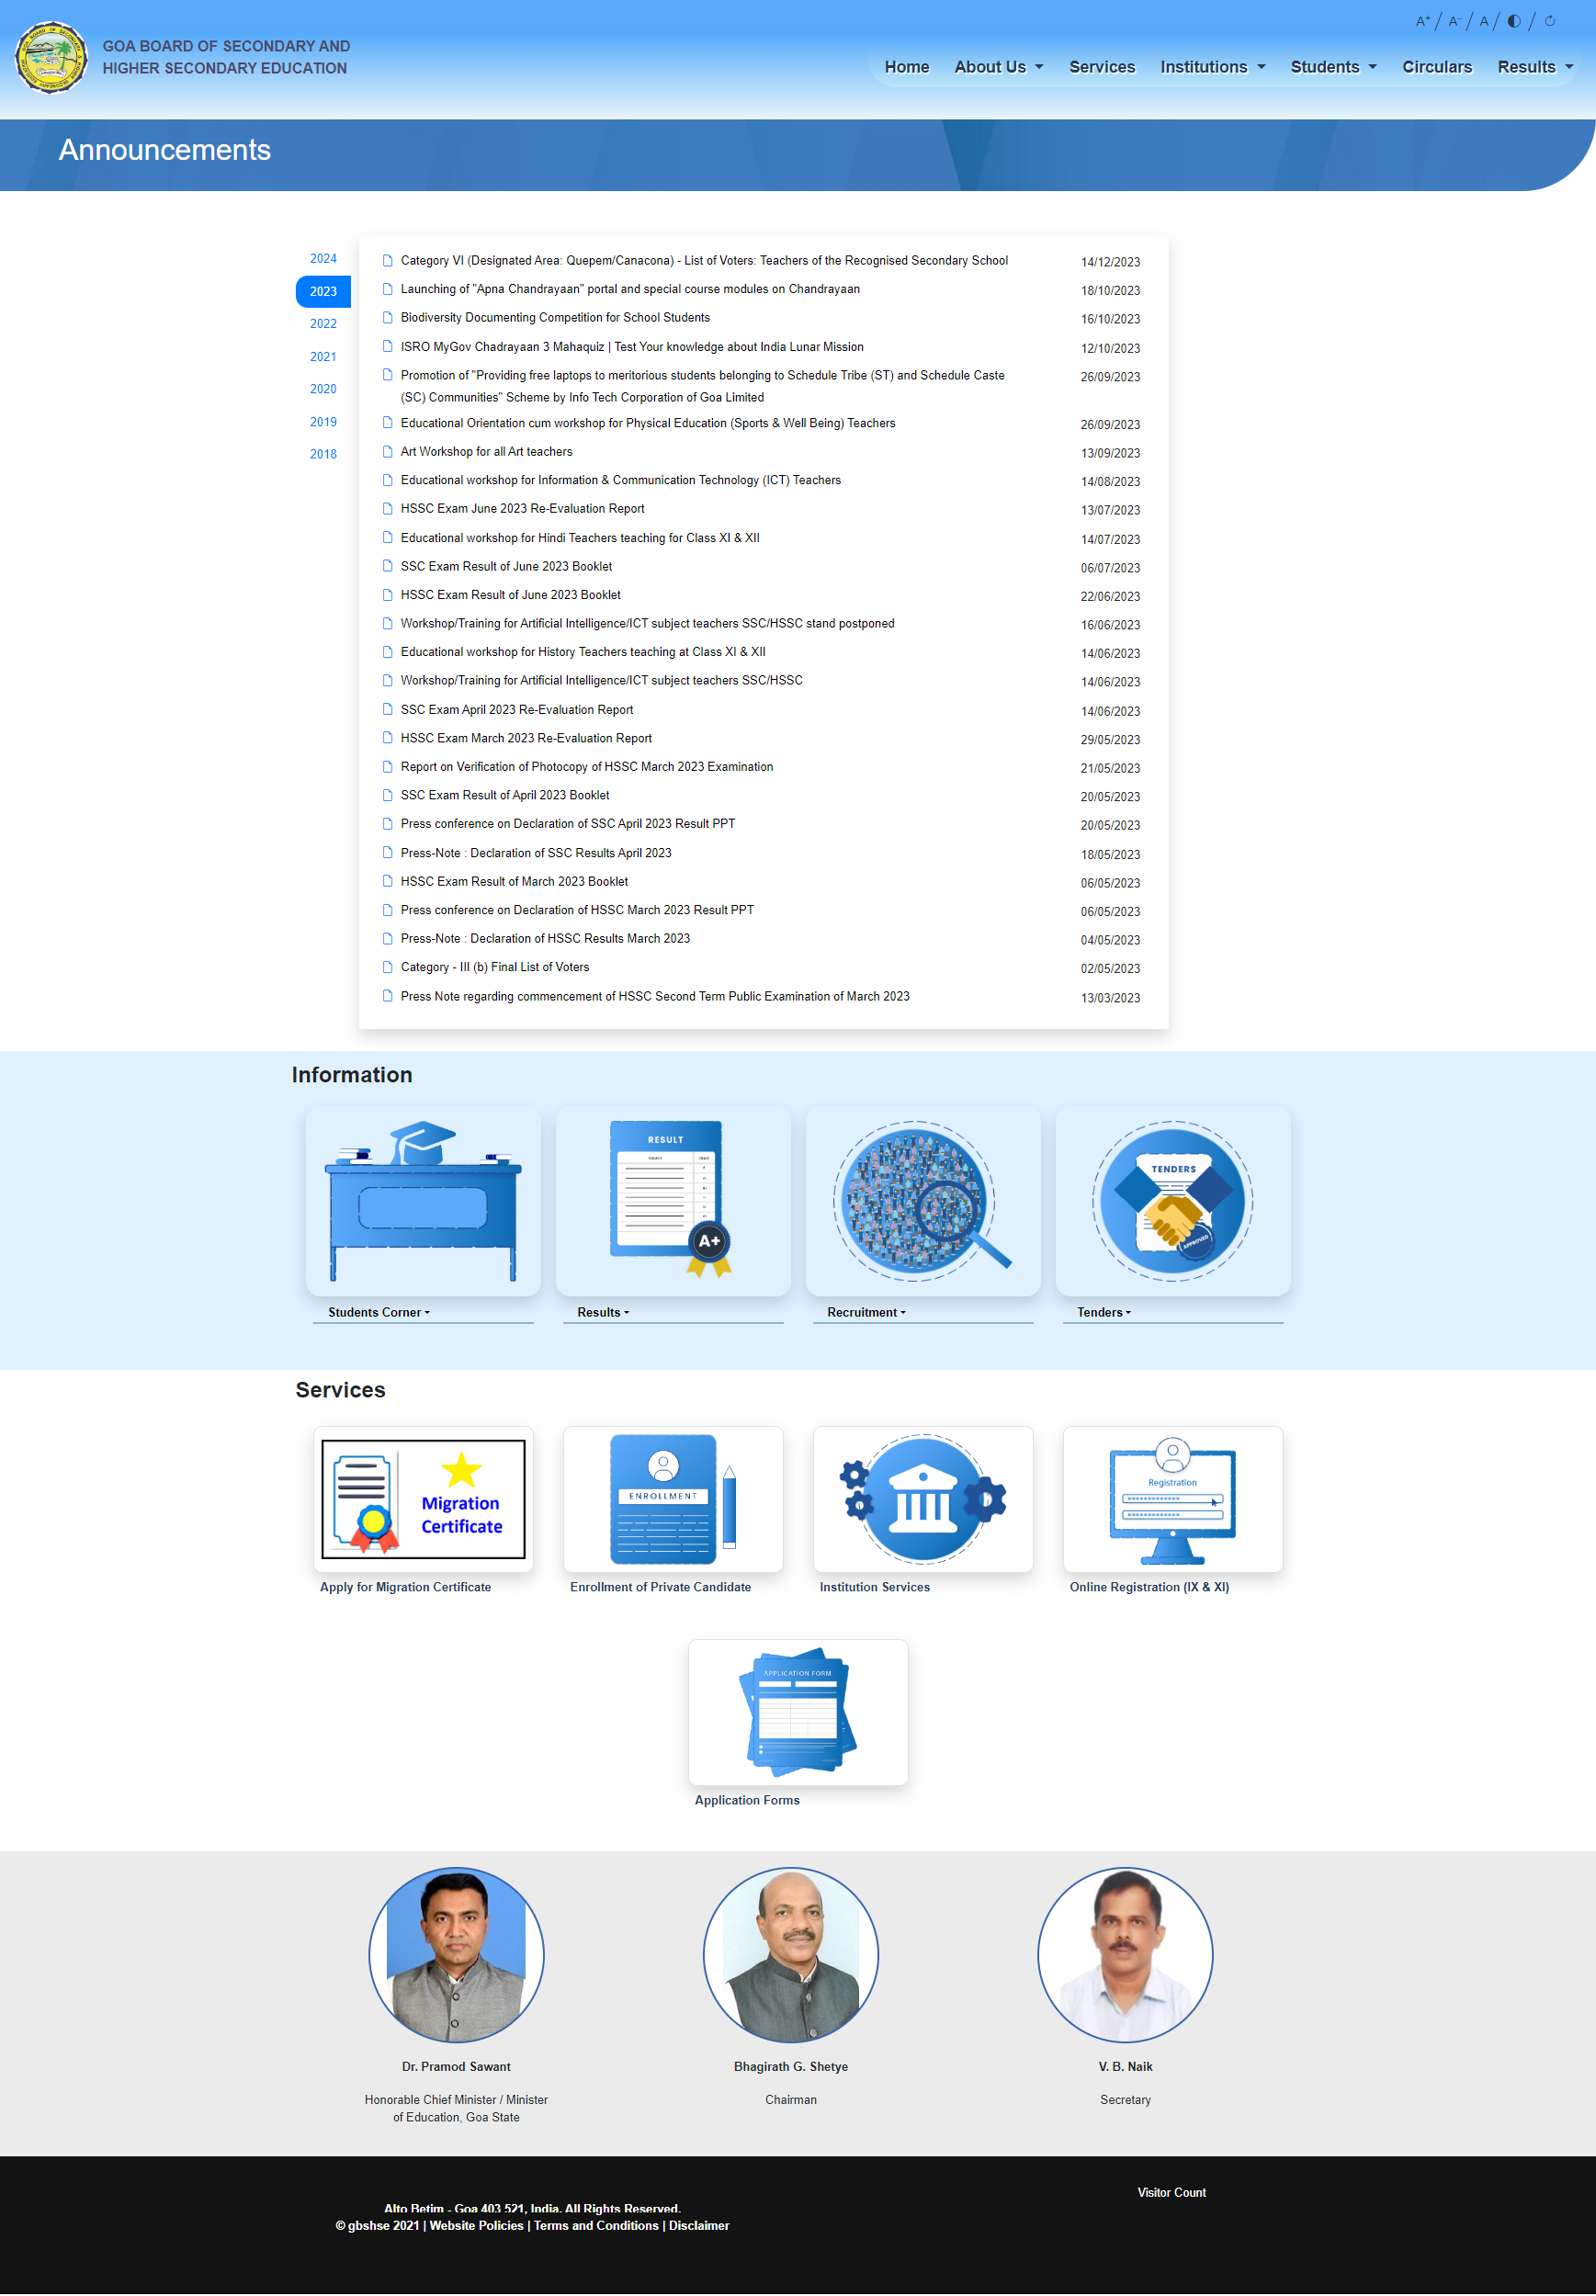 A+ / A- / A /
GOA BOARD OF SECONDARY AND
HIGHER SECONDARY EDUCATION
Home About Us Services Institutions Students Circulars Results
Announcements
2024
2023
2022
2021
2020
2019
2018
Category VI (Designated Area: Quepem/Canacona) - List of Voters: Teachers of the Recognised Secondary School 14/12/2023
Launching of "Apna Chandrayaan" portal and special course modules on Chandrayaan 18/10/2023
Biodiversity Documenting Competition for School Students 16/10/2023
ISRO MyGov Chadrayaan 3 Mahaquiz | Test Your knowledge about India Lunar Mission 12/10/2023
Promotion of "Providing free laptops to meritorious students belonging to Schedule Tribe (ST) and Schedule Caste 26/09/2023
(SC) Communities" Scheme by Info Tech Corporation of Goa Limited
Educational Orientation cum workshop for Physical Education (Sports & Well Being) Teachers 26/09/2023
Art Workshop for all Art teachers 13/09/2023
Educational workshop for Information & Communication Technology (ICT) Teachers 14/08/2023
HSSC Exam June 2023 Re-Evaluation Report 13/07/2023
Educational workshop for Hindi Teachers teaching for Class XI & XII 14/07/2023
SSC Exam Result of June 2023 Booklet 06/07/2023
HSSC Exam Result of June 2023 Booklet 22/06/2023
Workshop/Training for Artificial Intelligence/ICT subject teachers SSC/HSSC stand postponed 16/06/2023
Educational workshop for History Teachers teaching at Class XI & XII 14/06/2023
Workshop/Training for Artificial Intelligence/ICT subject teachers SSC/HSSC 14/06/2023
SSC Exam April 2023 Re-Evaluation Report 14/06/2023
HSSC Exam March 2023 Re-Evaluation Report 29/05/2023
Report on Verification of Photocopy of HSSC March 2023 Examination 21/05/2023
SSC Exam Result of April 2023 Booklet 20/05/2023
Press conference on Declaration of SSC April 2023 Result PPT 20/05/2023
Press-Note : Declaration of SSC Results April 2023 18/05/2023
HSSC Exam Result of March 2023 Booklet 06/05/2023
Press conference on Declaration of HSSC March 2023 Result PPT 06/05/2023
Press-Note : Declaration of HSSC Results March 2023 04/05/2023
Category - III (b) Final List of Voters 02/05/2023
Press Note regarding commencement of HSSC Second Term Public Examination of March 2023 13/03/2023
Information
RESULT
A+
TENDERS
APPROVED
Students Corner Results Recruitment Tenders
Services
Migration
Certificate
ENROLLMENT
Registration
Apply for Migration Certificate Enrollment of Private Candidate Institution Services Online Registration (IX & XI)
APPLICATION FORM
Application Forms
Dr. Pramod Sawant Bhagirath G. Shetye V. B. Naik
Honorable Chief Minister / Minister Chairman Secretary
of Education, Goa State
Visitor Count
Alto Betim - Goa 403 521, India. All Rights Reserved.
© gbshse 2021 | Website Policies | Terms and Conditions | Disclaimer